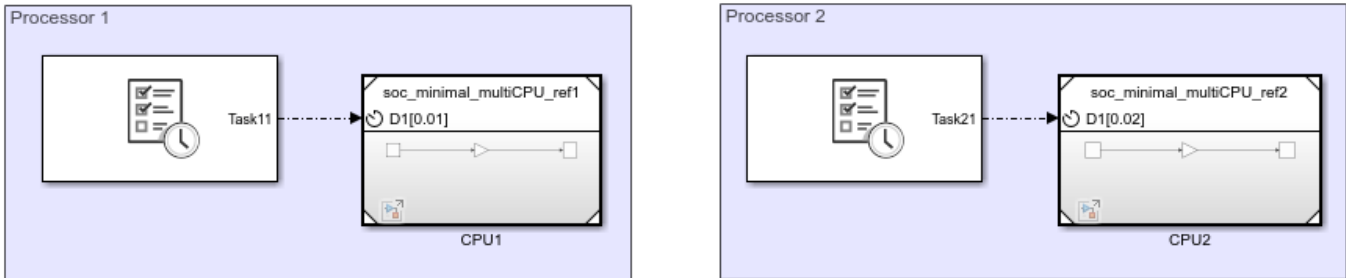 Processor 1
Task11
soc_minimal_multiCPU_ref1
D1[0.01]
CPU1
Processor 2
Task21
soc_minimal_multiCPU_ref2
D1[0.02]
CPU2